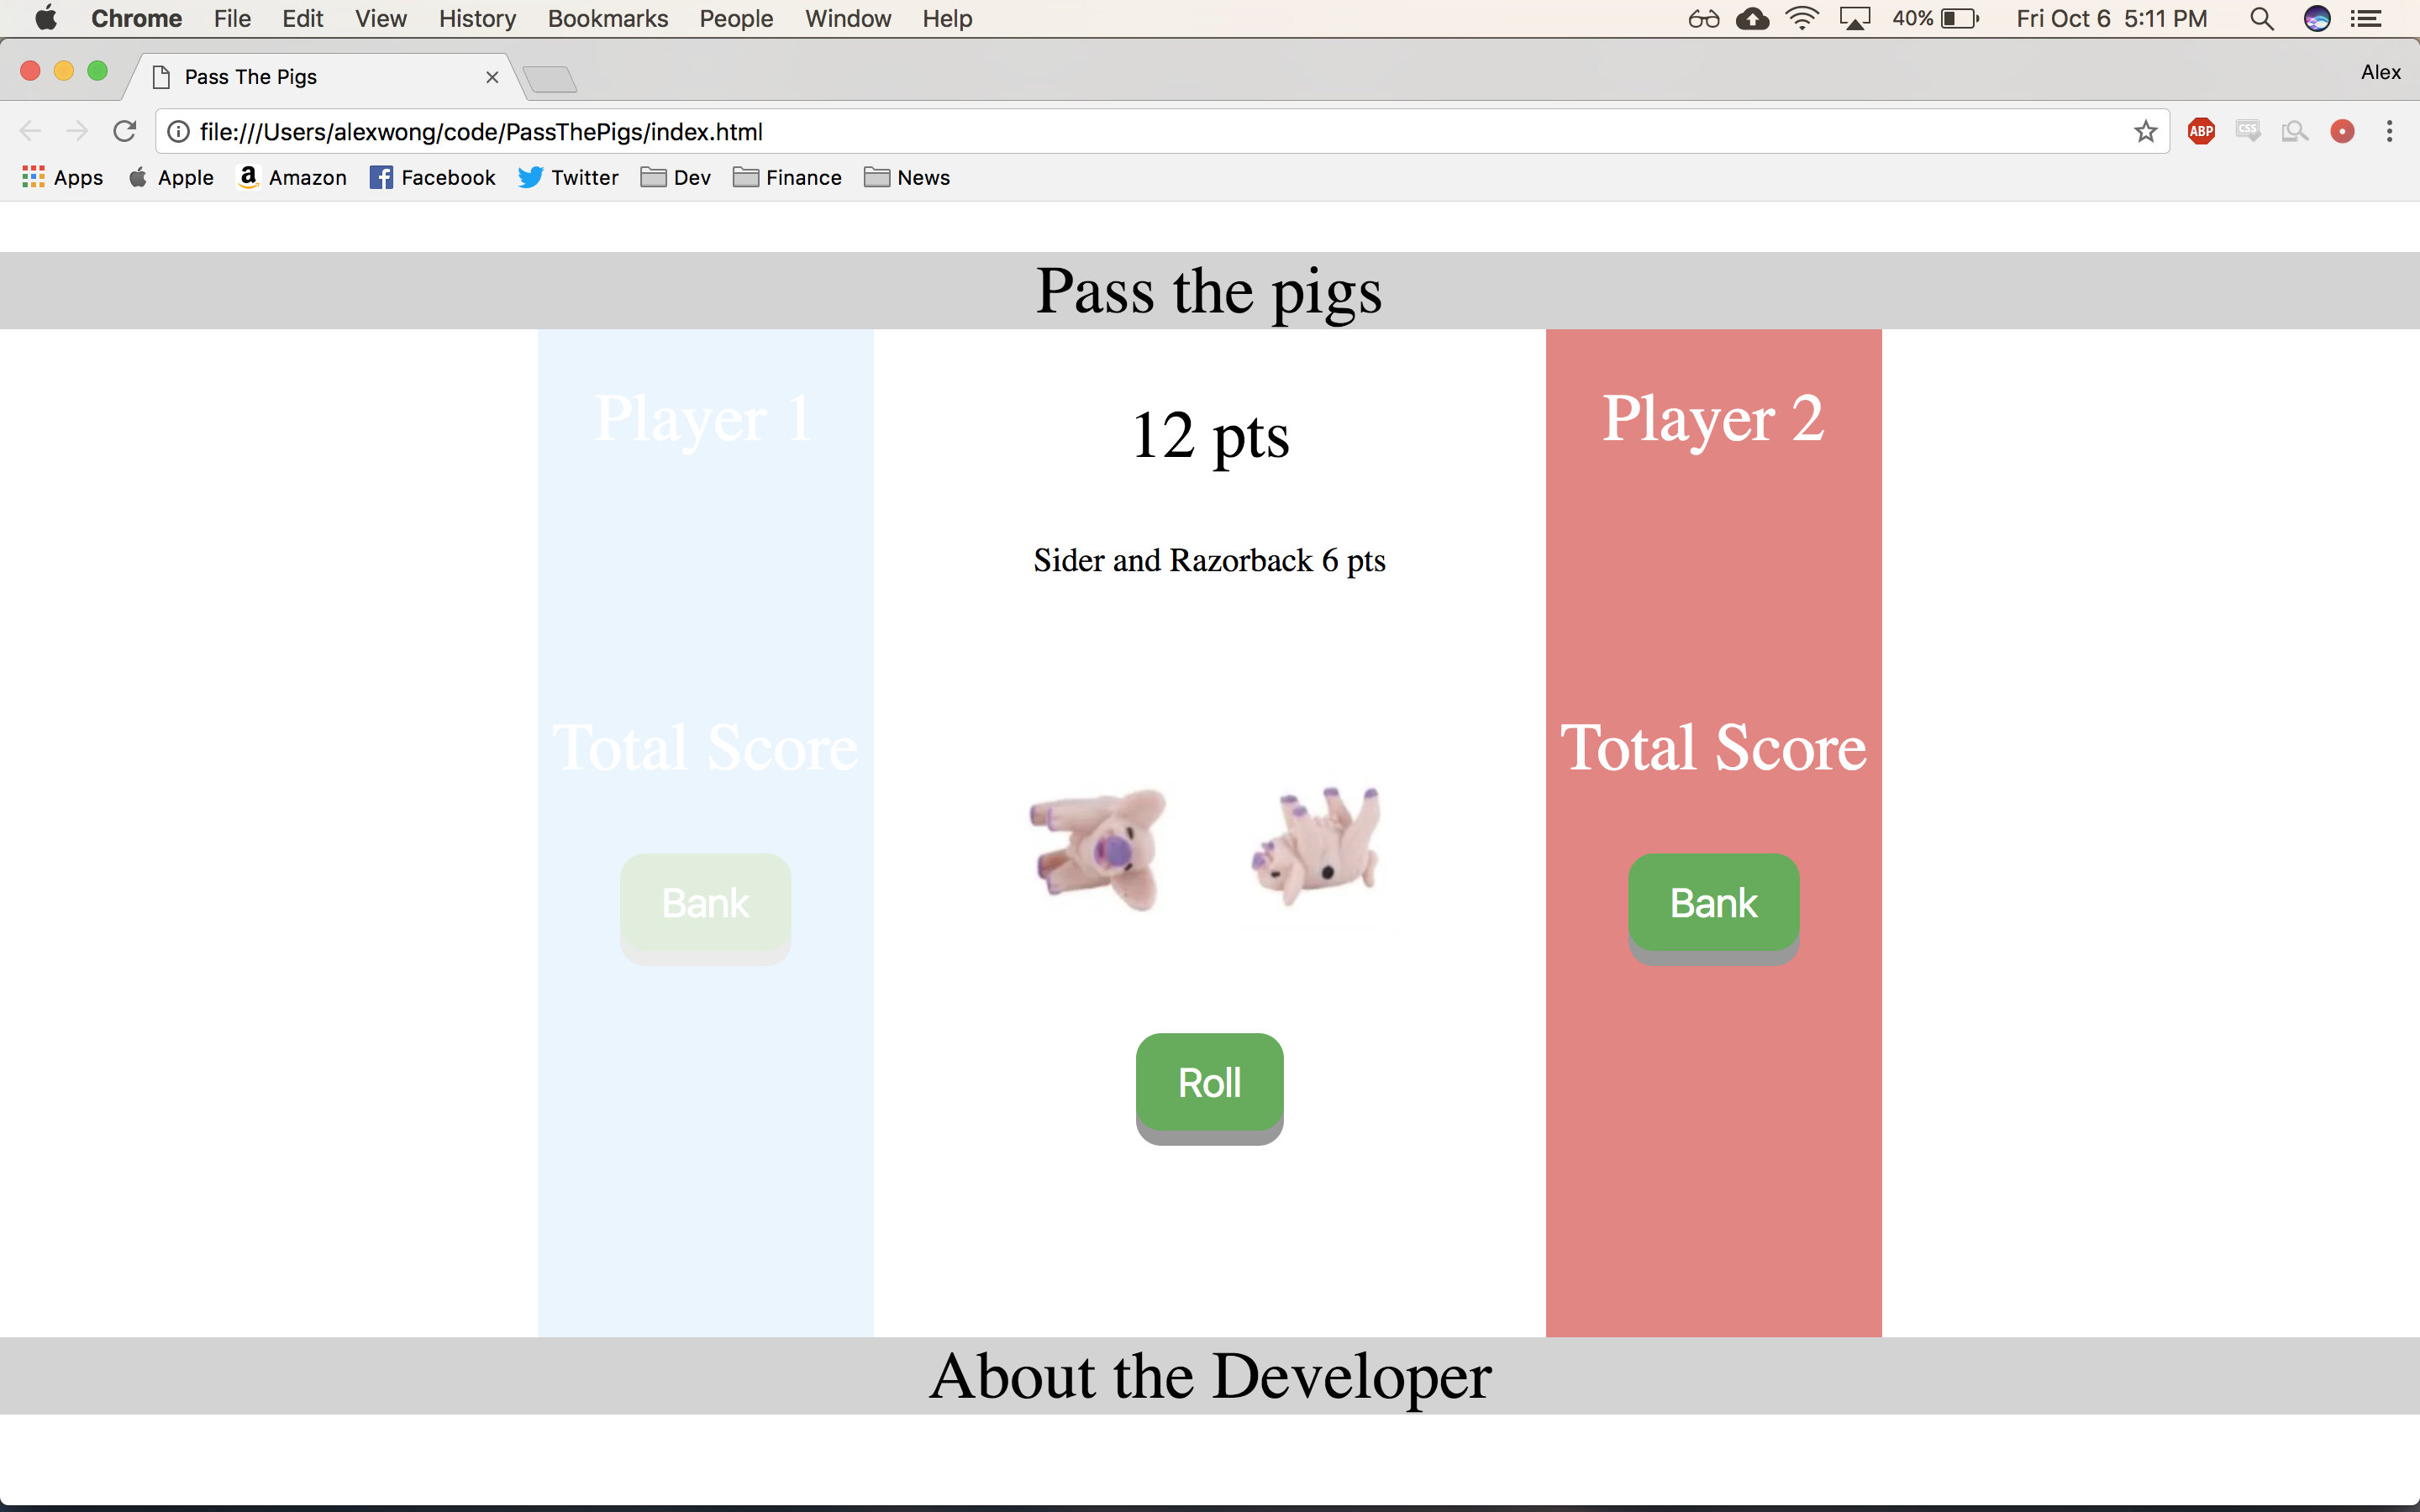 Chrome File Edit View History Bookmarks People Window Help 40% Fri Oct 6 5:11 PM
Pass The Pigs Alex
file:///Users/alexwong/code/PassThePigs/index.html ABP CSS
Apps Apple Amazon Facebook Twitter Dev Finance News
Pass the pigs
Player 1
Total Score
Bank
12 pts
Sider and Razorback 6 pts
Roll
Player 2
Total Score
Bank
About the Developer